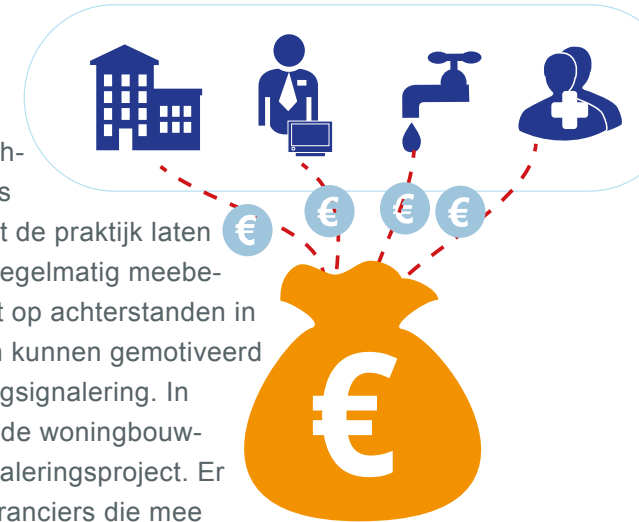 h-
s
t de praktijk laten
egelmatig meebe-
t op achterstanden in
n kunnen gemotiveerd
gsignalering. In
de woningbouw-
aleringsproject. Er
ranciers die mee
€
€
€
€
€